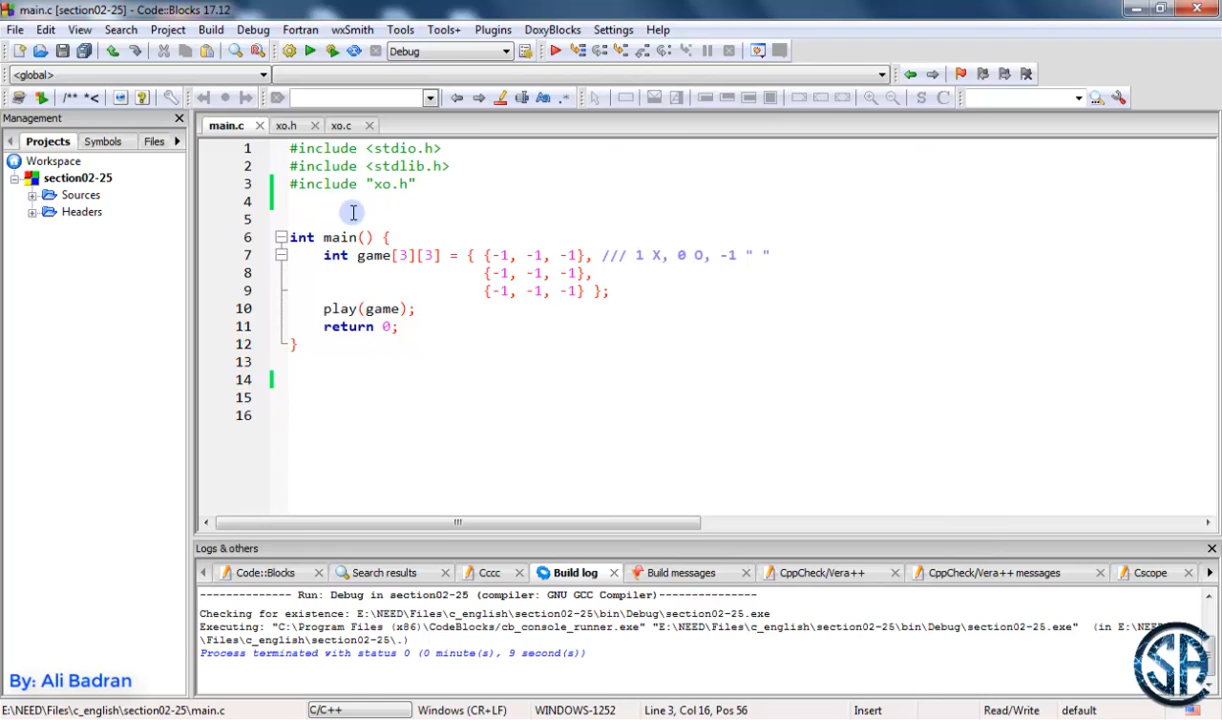 main.c [section02-25] - Code::Blocks 17.12
File Edit View Search Project Build Debug Fortran wxSmith Tools Tools+ Plugins DoxyBlocks Settings Help
Debug
<global>
/** *<
S C
Management
Projects Symbols Files
Workspace
section02-25
Sources
Headers
main.c xo.h xo.c
1 #include <stdio.h>
2 #include <stdlib.h>
3 #include "xo.h"
4
5
6 int main() {
7 int game[3][3] = { {-1, -1, -1}, /// 1 X, 0 O, -1 " "
8 {-1, -1, -1},
9 {-1, -1, -1} };
10 play(game);
11 return 0;
12 }
13
14
15
16
Logs & others
Code::Blocks Search results Cccc Build log Build messages CppCheck/Vera++ CppCheck/Vera++ messages Cscope
-------------- Run: Debug in section02-25 (compiler: GNU GCC Compiler)---------------
Checking for existence: E:\NEED\Files\c_english\section02-25\bin\Debug\section02-25.exe
Executing: "C:\Program Files (x86)\CodeBlocks/cb_console_runner.exe" "E:\NEED\Files\c_english\section02-25\bin\Debug\section02-25.exe" (in E:\NEED
\Files\c_english\section02-25\.)
Process terminated with status 0 (0 minute(s), 9 second(s))
By: Ali Badran
SA
E:\NEED\Files\c_english\section02-25\main.c C/C++ Windows (CR+LF) WINDOWS-1252 Line 3, Col 16, Pos 56 Insert Read/Write default